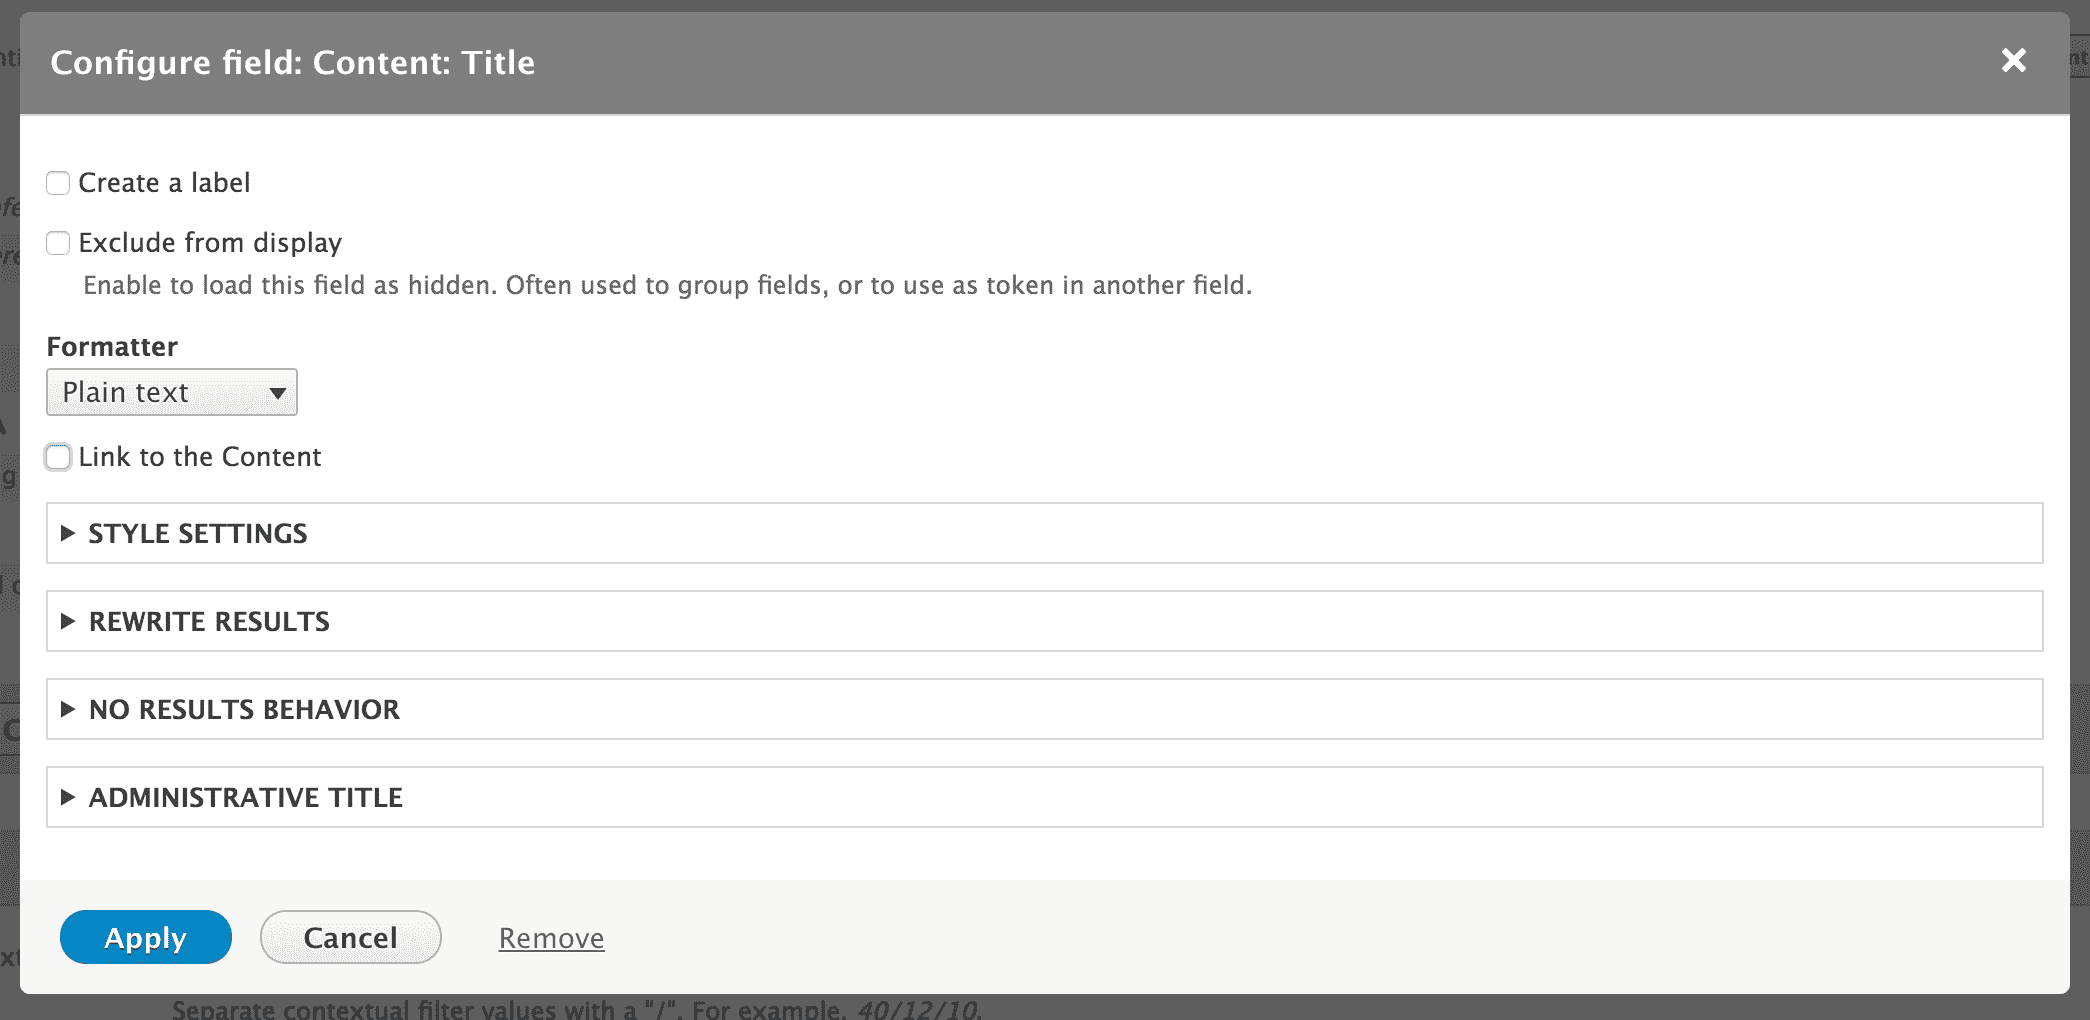 Configure field: Content: Title
Create a label
Exclude from display
Enable to load this field as hidden. Often used to group fields, or to use as token in another field.
Formatter
Plain text
Link to the Content
STYLE SETTINGS
REWRITE RESULTS
NO RESULTS BEHAVIOR
ADMINISTRATIVE TITLE
Apply Cancel Remove
Separate contextual filter values with a "/". For example, 40/12/10.